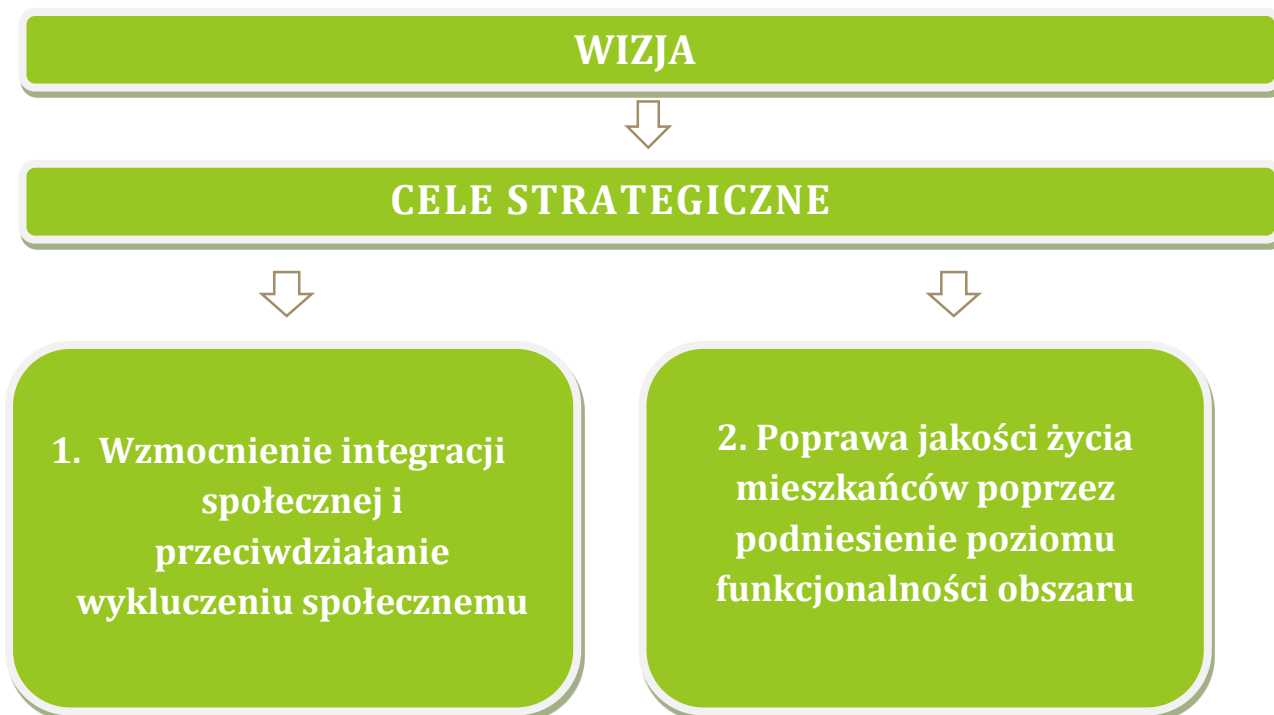 WIZJA
CELE STRATEGICZNE
1. Wzmocnienie integracji
społecznej i
przeciwdziałanie
wykluczeniu społecznemu
2. Poprawa jakości życia
mieszkańców poprzez
podniesienie poziomu
funkcjonalności obszaru